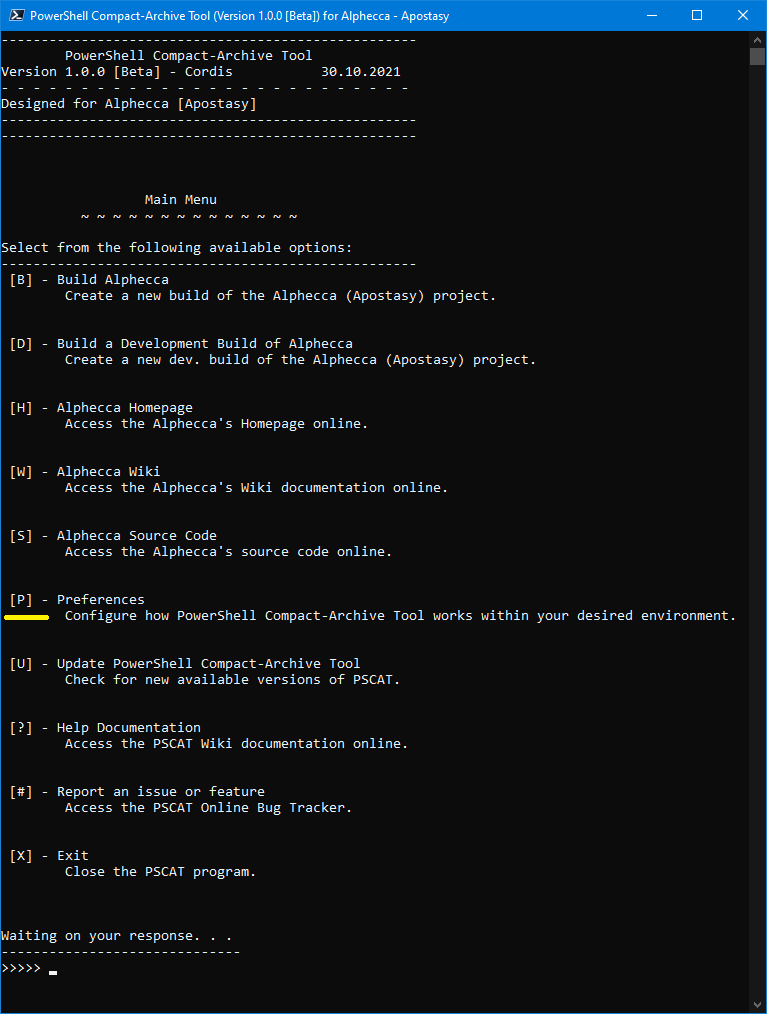 PowerShell Compact-Archive Tool (Version 1.0.0 [Beta]) for Alphecca - Apostasy
----------------------------------------------------
PowerShell Compact-Archive Tool
Version 1.0.0 [Beta] - Cordis 30.10.2021
- - - - - - - - - - - - - - - - - - - - - - - - - -
Designed for Alphecca [Apostasy]
----------------------------------------------------
----------------------------------------------------
Main Menu
~ ~ ~ ~ ~ ~ ~ ~ ~ ~ ~ ~ ~ ~
Select from the following available options:
----------------------------------------------------
[B] - Build Alphecca
Create a new build of the Alphecca (Apostasy) project.
[D] - Build a Development Build of Alphecca
Create a new dev. build of the Alphecca (Apostasy) project.
[H] - Alphecca Homepage
Access the Alphecca's Homepage online.
[W] - Alphecca Wiki
Access the Alphecca's Wiki documentation online.
[S] - Alphecca Source Code
Access the Alphecca's source code online.
[P] - Preferences
Configure how PowerShell Compact-Archive Tool works within your desired environment.
[U] - Update PowerShell Compact-Archive Tool
Check for new available versions of PSCAT.
[?] - Help Documentation
Access the PSCAT Wiki documentation online.
[#] - Report an issue or feature
Access the PSCAT Online Bug Tracker.
[X] - Exit
Close the PSCAT program.
Waiting on your response. . .
------------------------------
>>>>> _